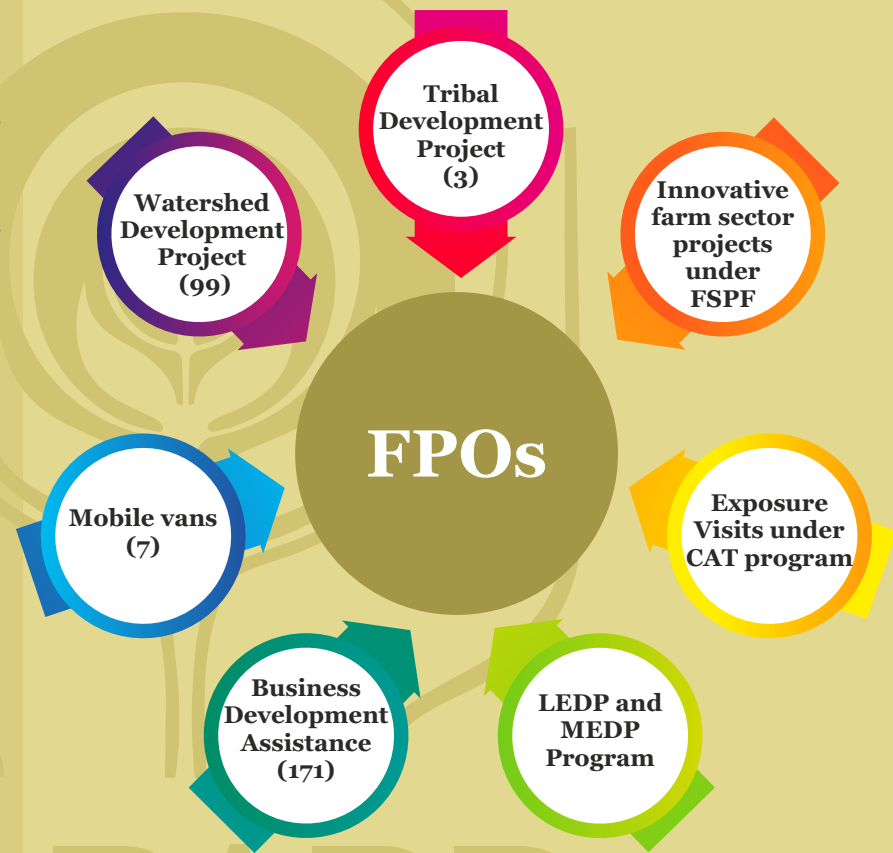 Tribal
Development
Project
(3)
Innovative
farm sector
projects
under
FSPF
Exposure
Visits under
CAT program
LEDP and
MEDP
Program
Business
Development
Assistance
(171)
Mobile vans
(7)
Watershed
Development
Project
(99)
FPOs